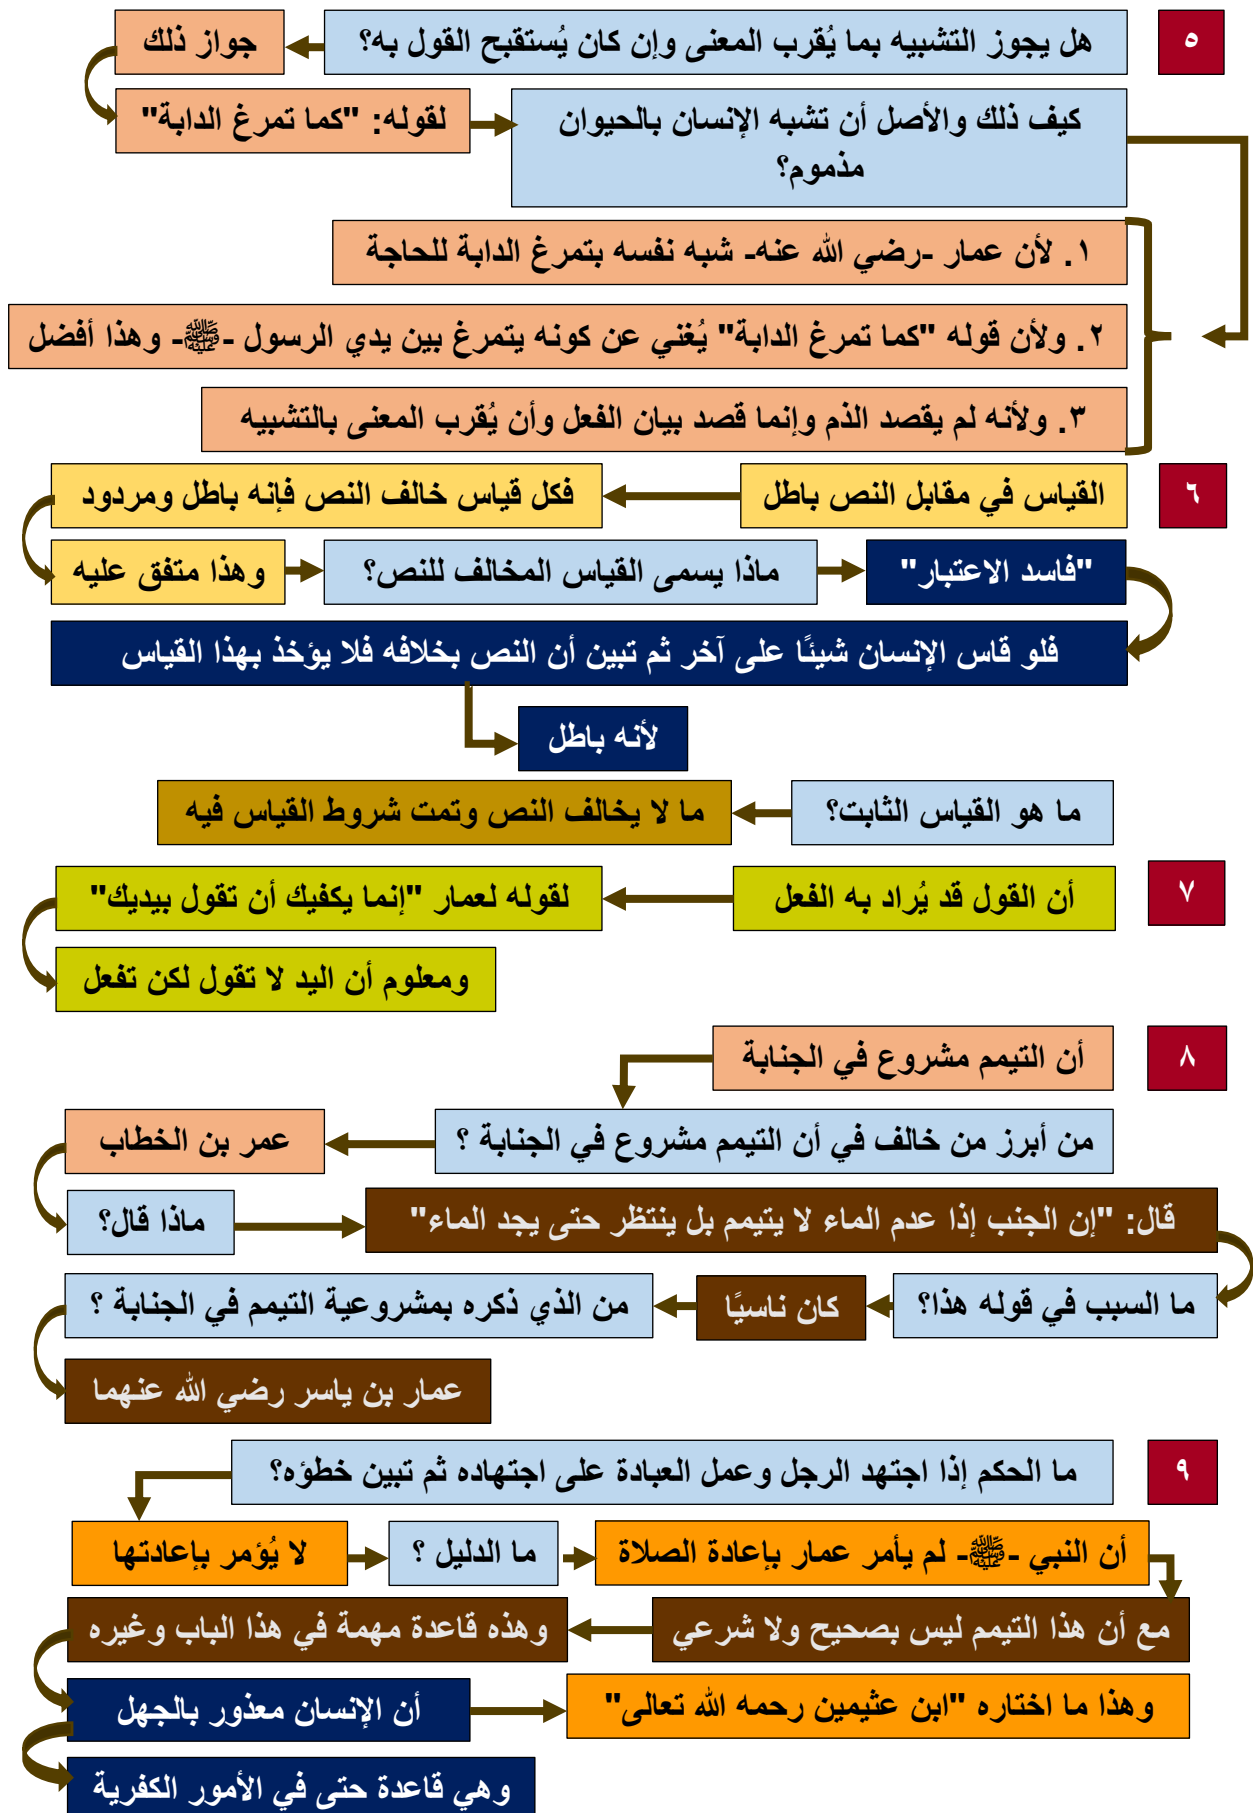 ٥
هل يجوز التشبيه بما يُقرب المعنى وإن كان يُستقبح القول به؟
جواز ذلك
لقوله: "كما تمرغ الدابة"
كيف ذلك والأصل أن تشبه الإنسان بالحيوان
مذموم؟
١. لأن عمار -رضي الله عنه- شبه نفسه بتمرغ الدابة للحاجة
٢. ولأن قوله "كما تمرغ الدابة" يُغني عن كونه يتمرغ بين يدي الرسول -ﷺ- وهذا أفضل
٣. ولأنه لم يقصد الذم وإنما قصد بيان الفعل وأن يُقرب المعنى بالتشبيه
٦
القياس في مقابل النص باطل
فكل قياس خالف النص فإنه باطل ومردود
وهذا متفق عليه
ماذا يسمى القياس المخالف للنص؟
"فاسد الاعتبار"
فلو قاس الإنسان شيئًا على آخر ثم تبين أن النص بخلافه فلا يؤخذ بهذا القياس
لأنه باطل
ما هو القياس الثابت؟
ما لا يخالف النص وتمت شروط القياس فيه
٧
أن القول قد يُراد به الفعل
لقوله لعمار "إنما يكفيك أن تقول بيديك"
ومعلوم أن اليد لا تقول لكن تفعل
٨
أن التيمم مشروع في الجنابة
من أبرز من خالف في أن التيمم مشروع في الجنابة ؟
عمر بن الخطاب
ماذا قال؟
قال: "إن الجنب إذا عدم الماء لا يتيمم بل ينتظر حتى يجد الماء"
ما السبب في قوله هذا؟
كان ناسيًا
من الذي ذكره بمشروعية التيمم في الجنابة ؟
عمار بن ياسر رضي الله عنهما
٩
ما الحكم إذا اجتهد الرجل وعمل العبادة على اجتهاده ثم تبين خطؤه؟
لا يُؤمر بإعادتها
ما الدليل ؟
أن النبي -ﷺ- لم يأمر عمار بإعادة الصلاة
مع أن هذا التيمم ليس بصحيح ولا شرعي
وهذه قاعدة مهمة في هذا الباب وغيره
أن الإنسان معذور بالجهل
وهذا ما اختاره "ابن عثيمين رحمه الله تعالى"
وهي قاعدة حتى في الأمور الكفرية